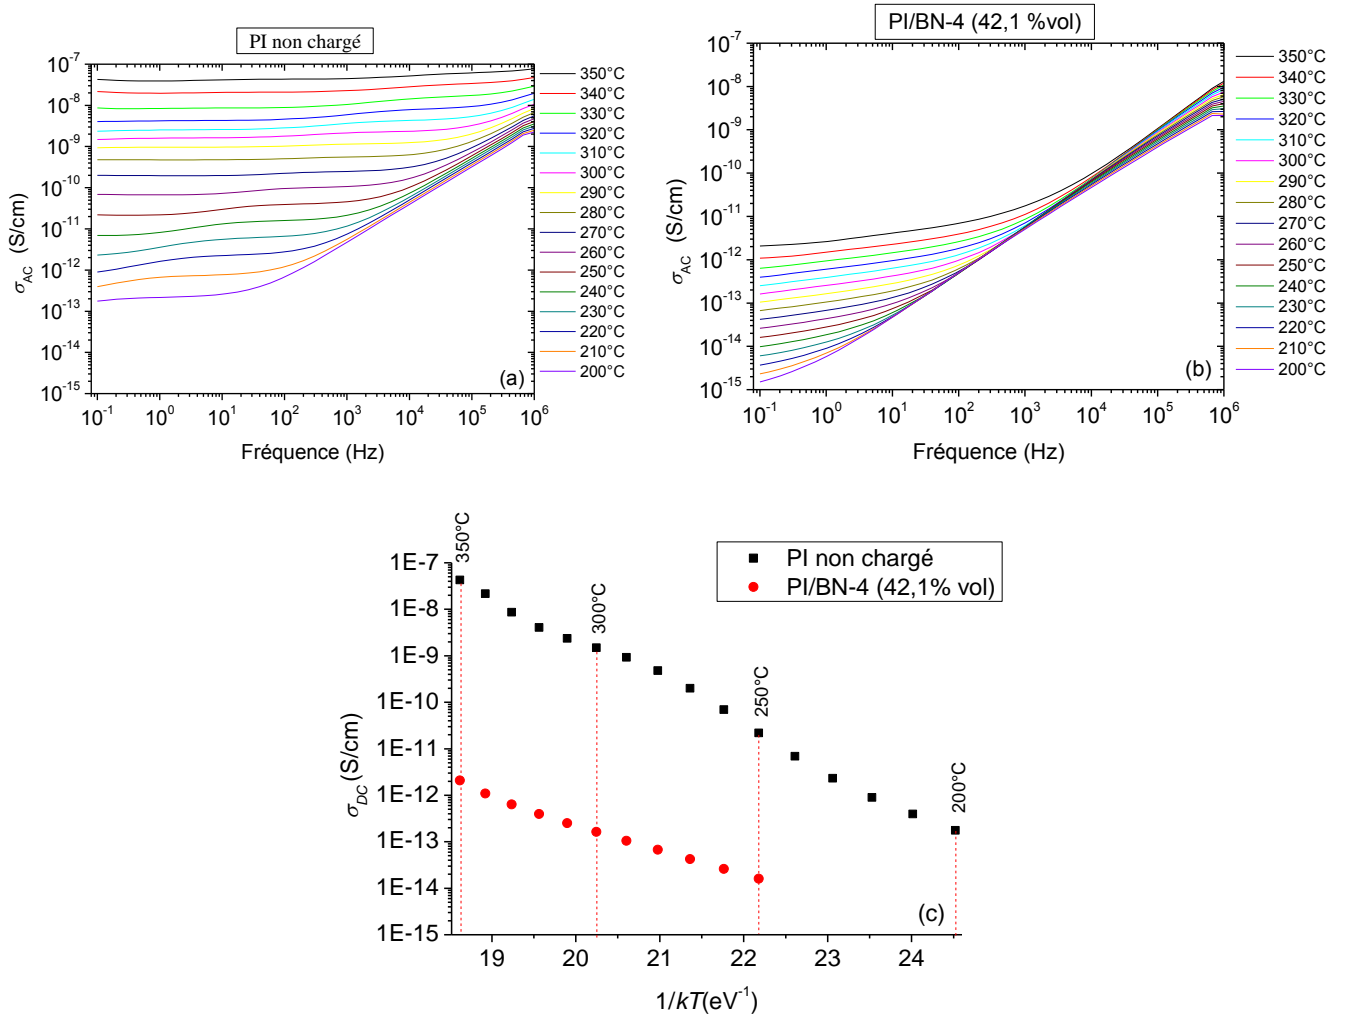 PI non chargé
10⁻⁷
10⁻⁸
10⁻⁹
10⁻¹⁰
10⁻¹¹
10⁻¹²
10⁻¹³
10⁻¹⁴
10⁻¹⁵
σAC (S/cm)
10⁻¹ 10⁰ 10¹ 10² 10³ 10⁴ 10⁵ 10⁶
Fréquence (Hz)
350°C
340°C
330°C
320°C
310°C
300°C
290°C
280°C
270°C
260°C
250°C
240°C
230°C
220°C
210°C
200°C
(a)
PI/BN-4 (42,1 %vol)
10⁻⁷
10⁻⁸
10⁻⁹
10⁻¹⁰
10⁻¹¹
10⁻¹²
10⁻¹³
10⁻¹⁴
10⁻¹⁵
σAC (S/cm)
10⁻¹ 10⁰ 10¹ 10² 10³ 10⁴ 10⁵ 10⁶
Fréquence (Hz)
350°C
340°C
330°C
320°C
310°C
300°C
290°C
280°C
270°C
260°C
250°C
240°C
230°C
220°C
210°C
200°C
(b)
PI non chargé
PI/BN-4 (42,1% vol)
1E-7
1E-8
1E-9
1E-10
1E-11
1E-12
1E-13
1E-14
1E-15
σDC (S/cm)
350°C
300°C
250°C
200°C
(c)
19 20 21 22 23 24
1/kT(eV⁻¹)